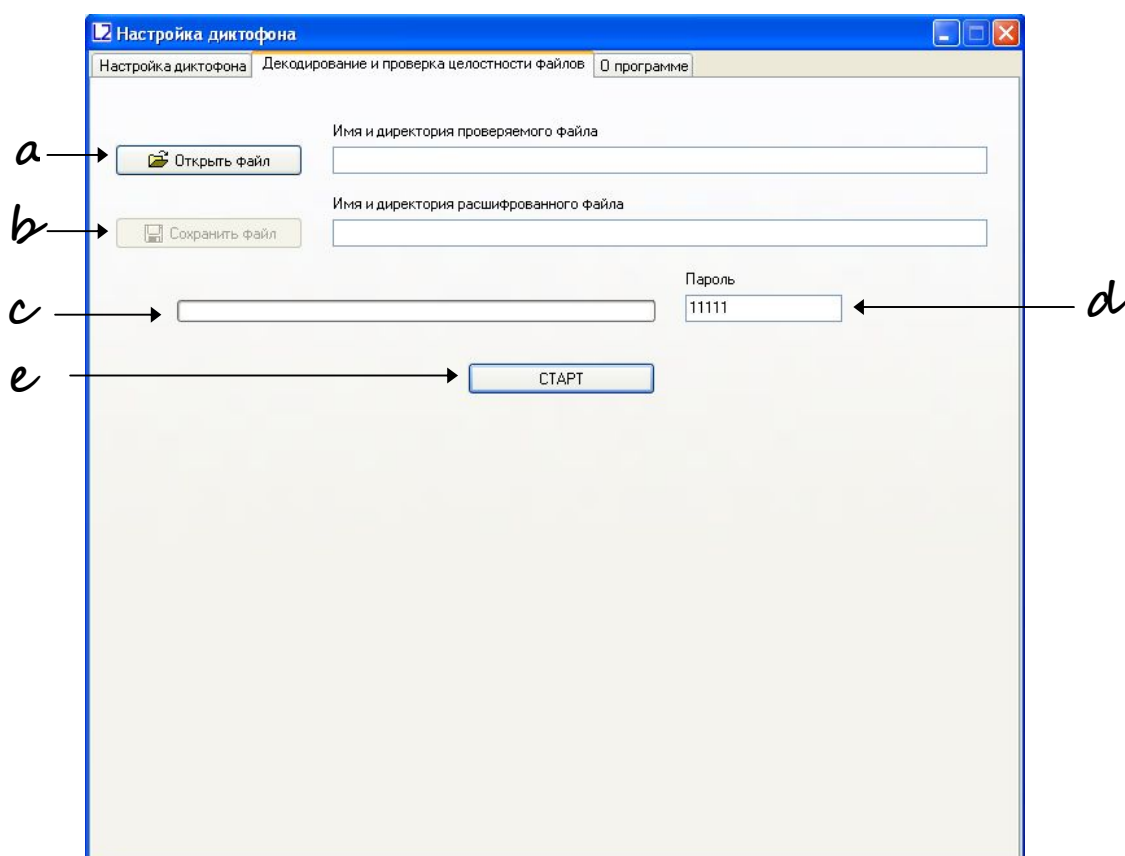 L2 Настройка диктофона
Настройка диктофона Декодирование и проверка целостности файлов О программе
Имя и директория проверяемого файла
a Открыть файл
Имя и директория расшифрованного файла
b Сохранить файл
Пароль
c 11111 d
e СТАРТ